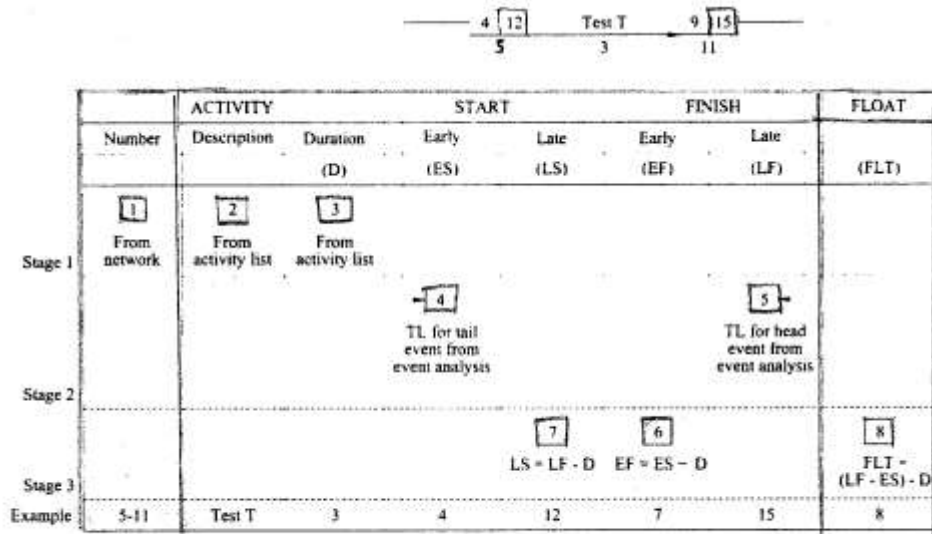 4 12 Test T 9 15
5 3 11
ACTIVITY START FINISH FLOAT
Number Description Duration Early Late Early Late
(D) (ES) (LS) (EF) (LF) (FLT)
1 2 3
From From From
Stage 1 network activity list activity list
4 5
TL for tail TL for head
event from event from
event analysis event analysis
Stage 2
7 6 8
LS = LF - D EF = ES - D FLT =
Stage 3 (LF - ES) - D
Example 5-11 Test T 3 4 12 7 15 8